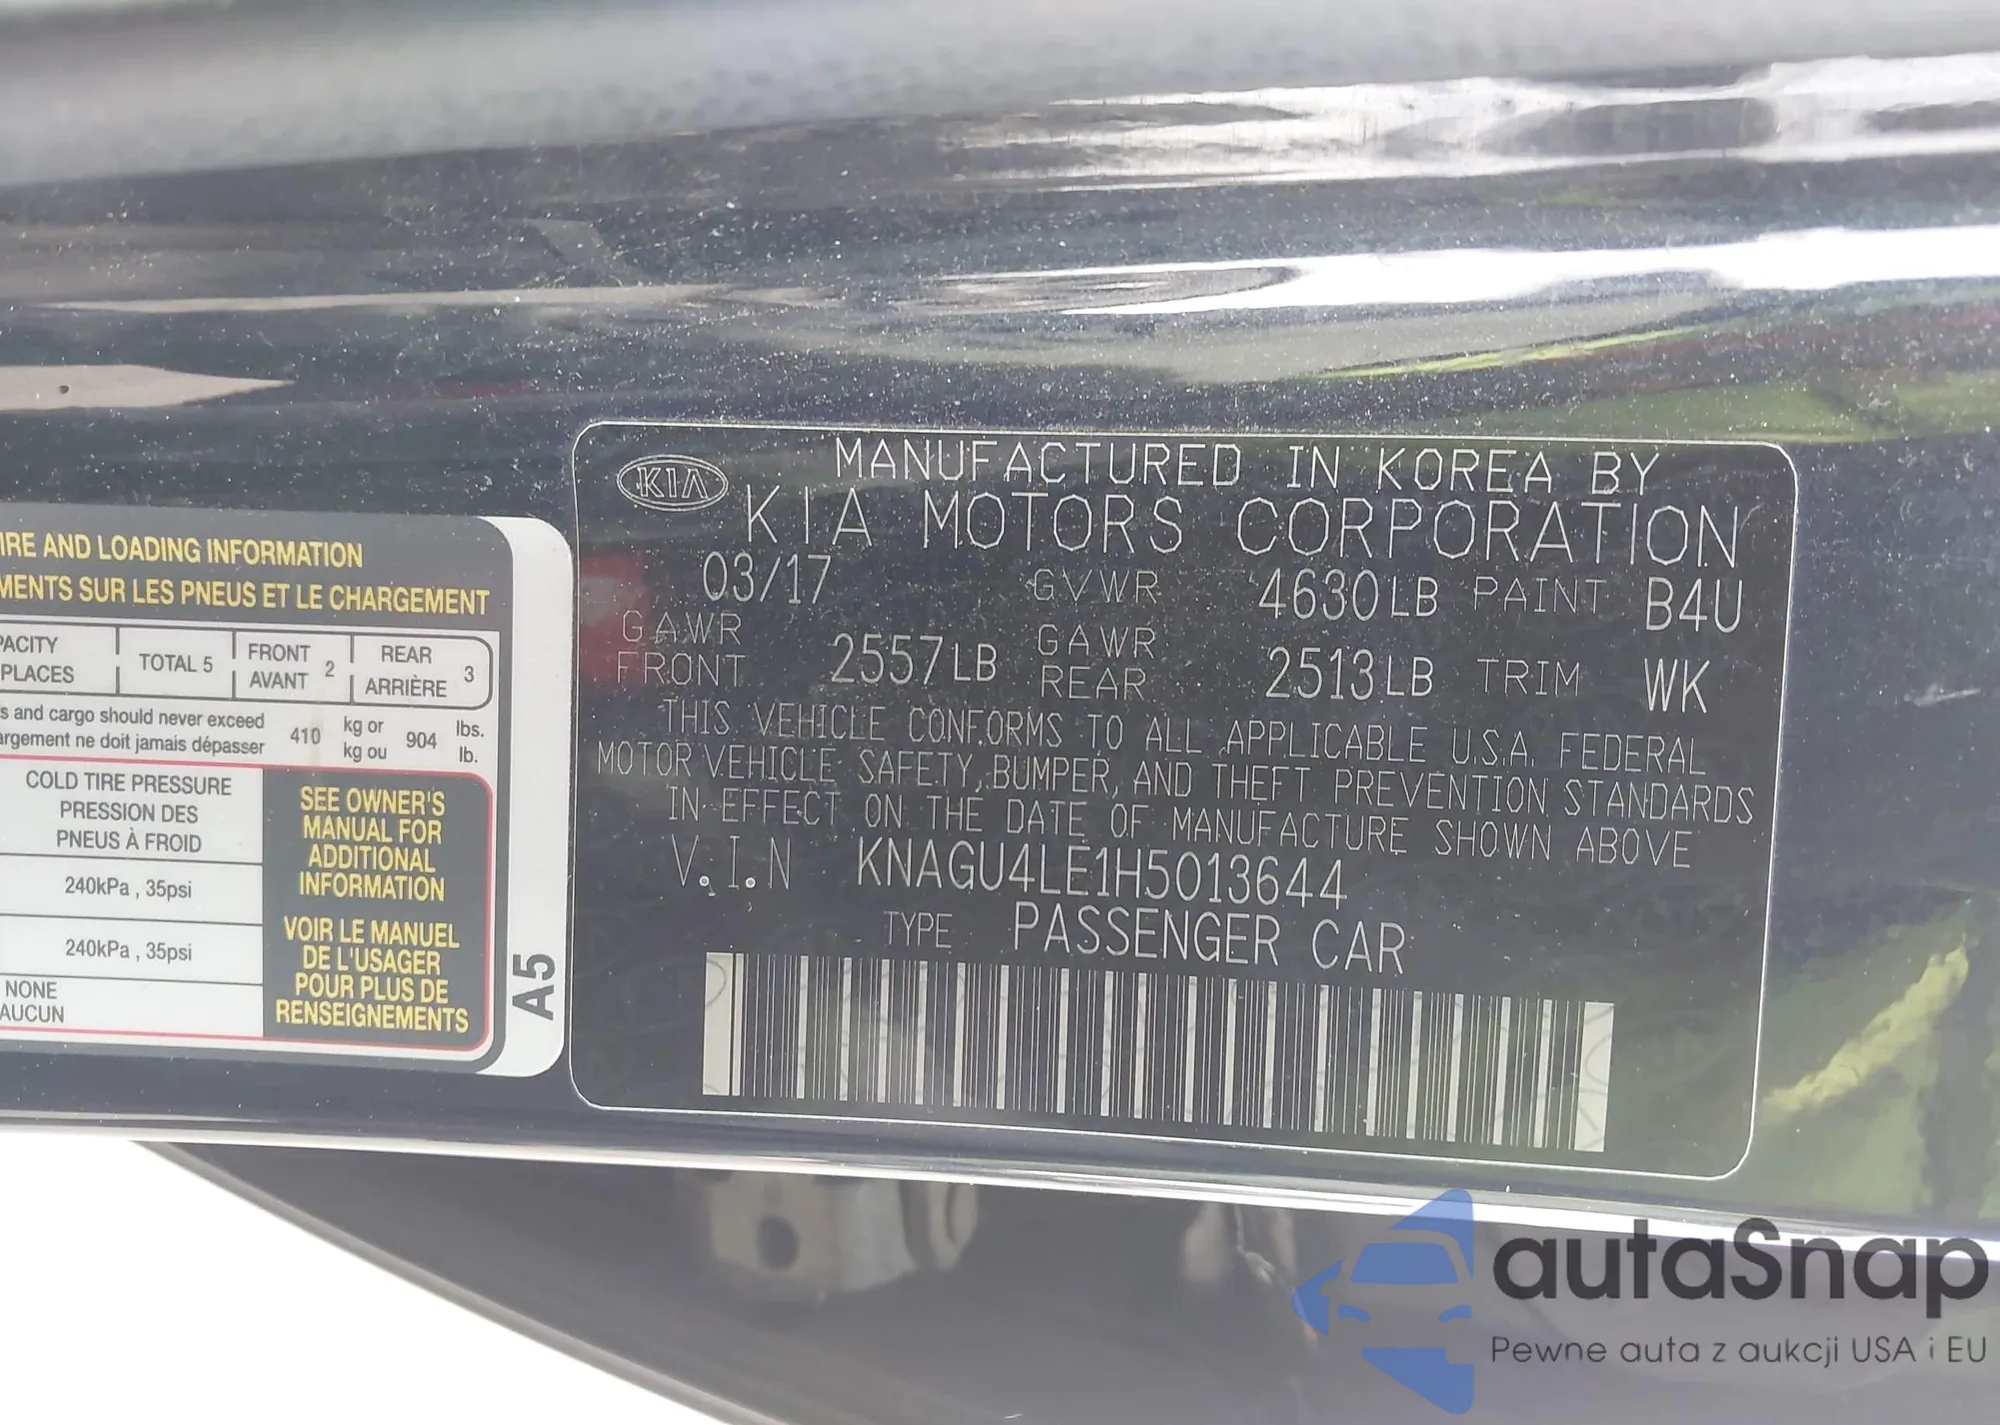 IRE AND LOADING INFORMATION
MENTS SUR LES PNEUS ET LE CHARGEMENT
PACITY
PLACES
TOTAL 5
FRONT
AVANT
2
REAR
ARRIÈRE
3
s and cargo should never exceed
argement ne doit jamais dépasser
410
kg or
kg ou
904
lbs.
lb.
COLD TIRE PRESSURE
PRESSION DES
PNEUS À FROID
240kPa , 35psi
240kPa , 35psi
NONE
AUCUN
SEE OWNER'S
MANUAL FOR
ADDITIONAL
INFORMATION
VOIR LE MANUEL
DE L'USAGER
POUR PLUS DE
RENSEIGNEMENTS
A5
KIA
MANUFACTURED IN KOREA BY
KIA MOTORS CORPORATION
03/17 GVWR 4630LB PAINT B4U
GAWR FRONT 2557LB GAWR REAR 2513LB TRIM WK
THIS VEHICLE CONFORMS TO ALL APPLICABLE U.S.A. FEDERAL
MOTOR VEHICLE SAFETY, BUMPER, AND THEFT PREVENTION STANDARDS
IN EFFECT ON THE DATE OF MANUFACTURE SHOWN ABOVE
V.I.N KNAGU4LE1H5013644
TYPE PASSENGER CAR
autaSnap
Pewne auta z aukcji USA i EU